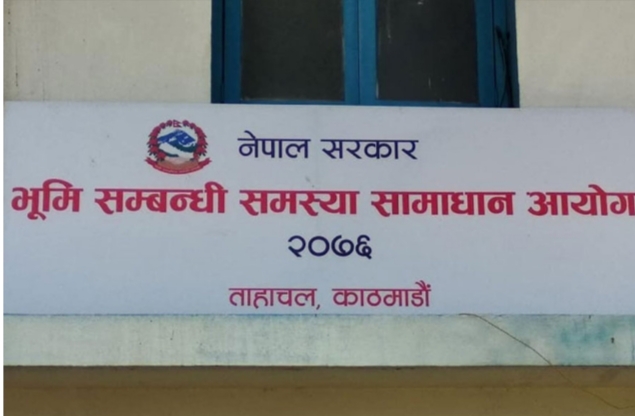 नेपाल सरकार
भूमि सम्बन्धी समस्या सामाधान आयोग
२०७६
ताहाचल, काठमाडौं